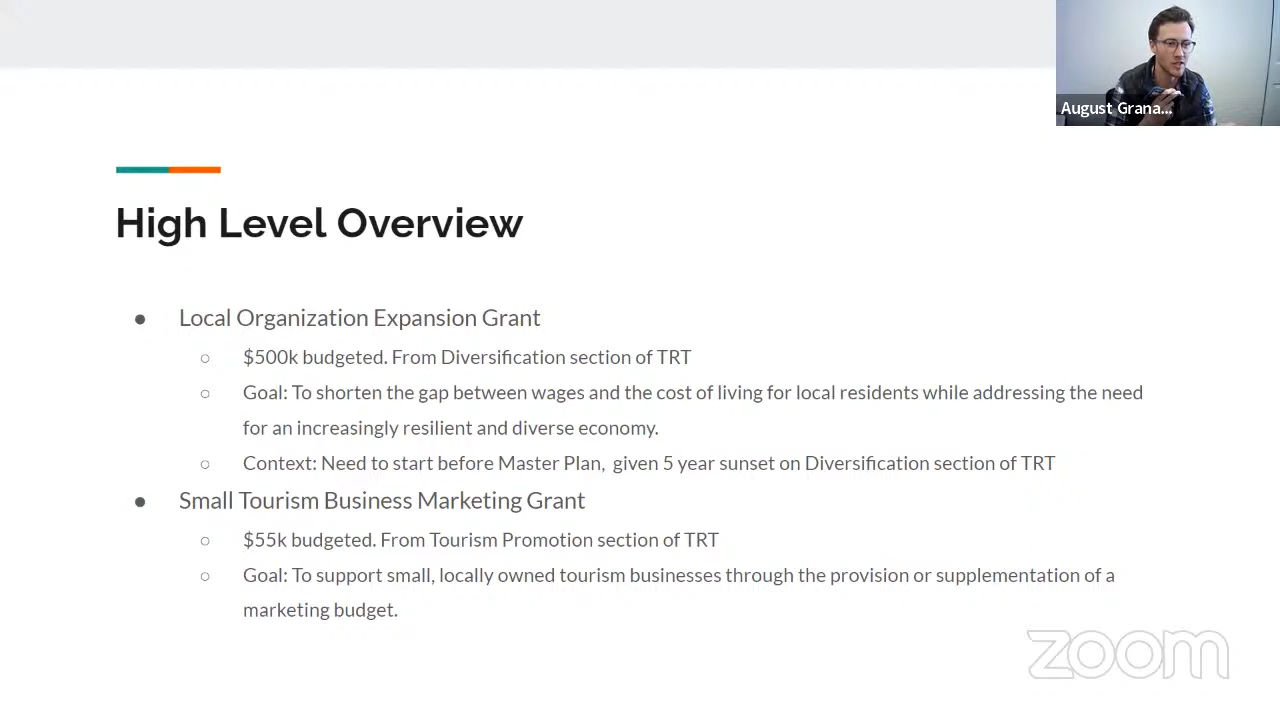 August Grana...
High Level Overview
● Local Organization Expansion Grant
○ $500k budgeted. From Diversification section of TRT
○ Goal: To shorten the gap between wages and the cost of living for local residents while addressing the need
for an increasingly resilient and diverse economy.
○ Context: Need to start before Master Plan, given 5 year sunset on Diversification section of TRT
● Small Tourism Business Marketing Grant
○ $55k budgeted. From Tourism Promotion section of TRT
○ Goal: To support small, locally owned tourism businesses through the provision or supplementation of a
marketing budget.
zoom